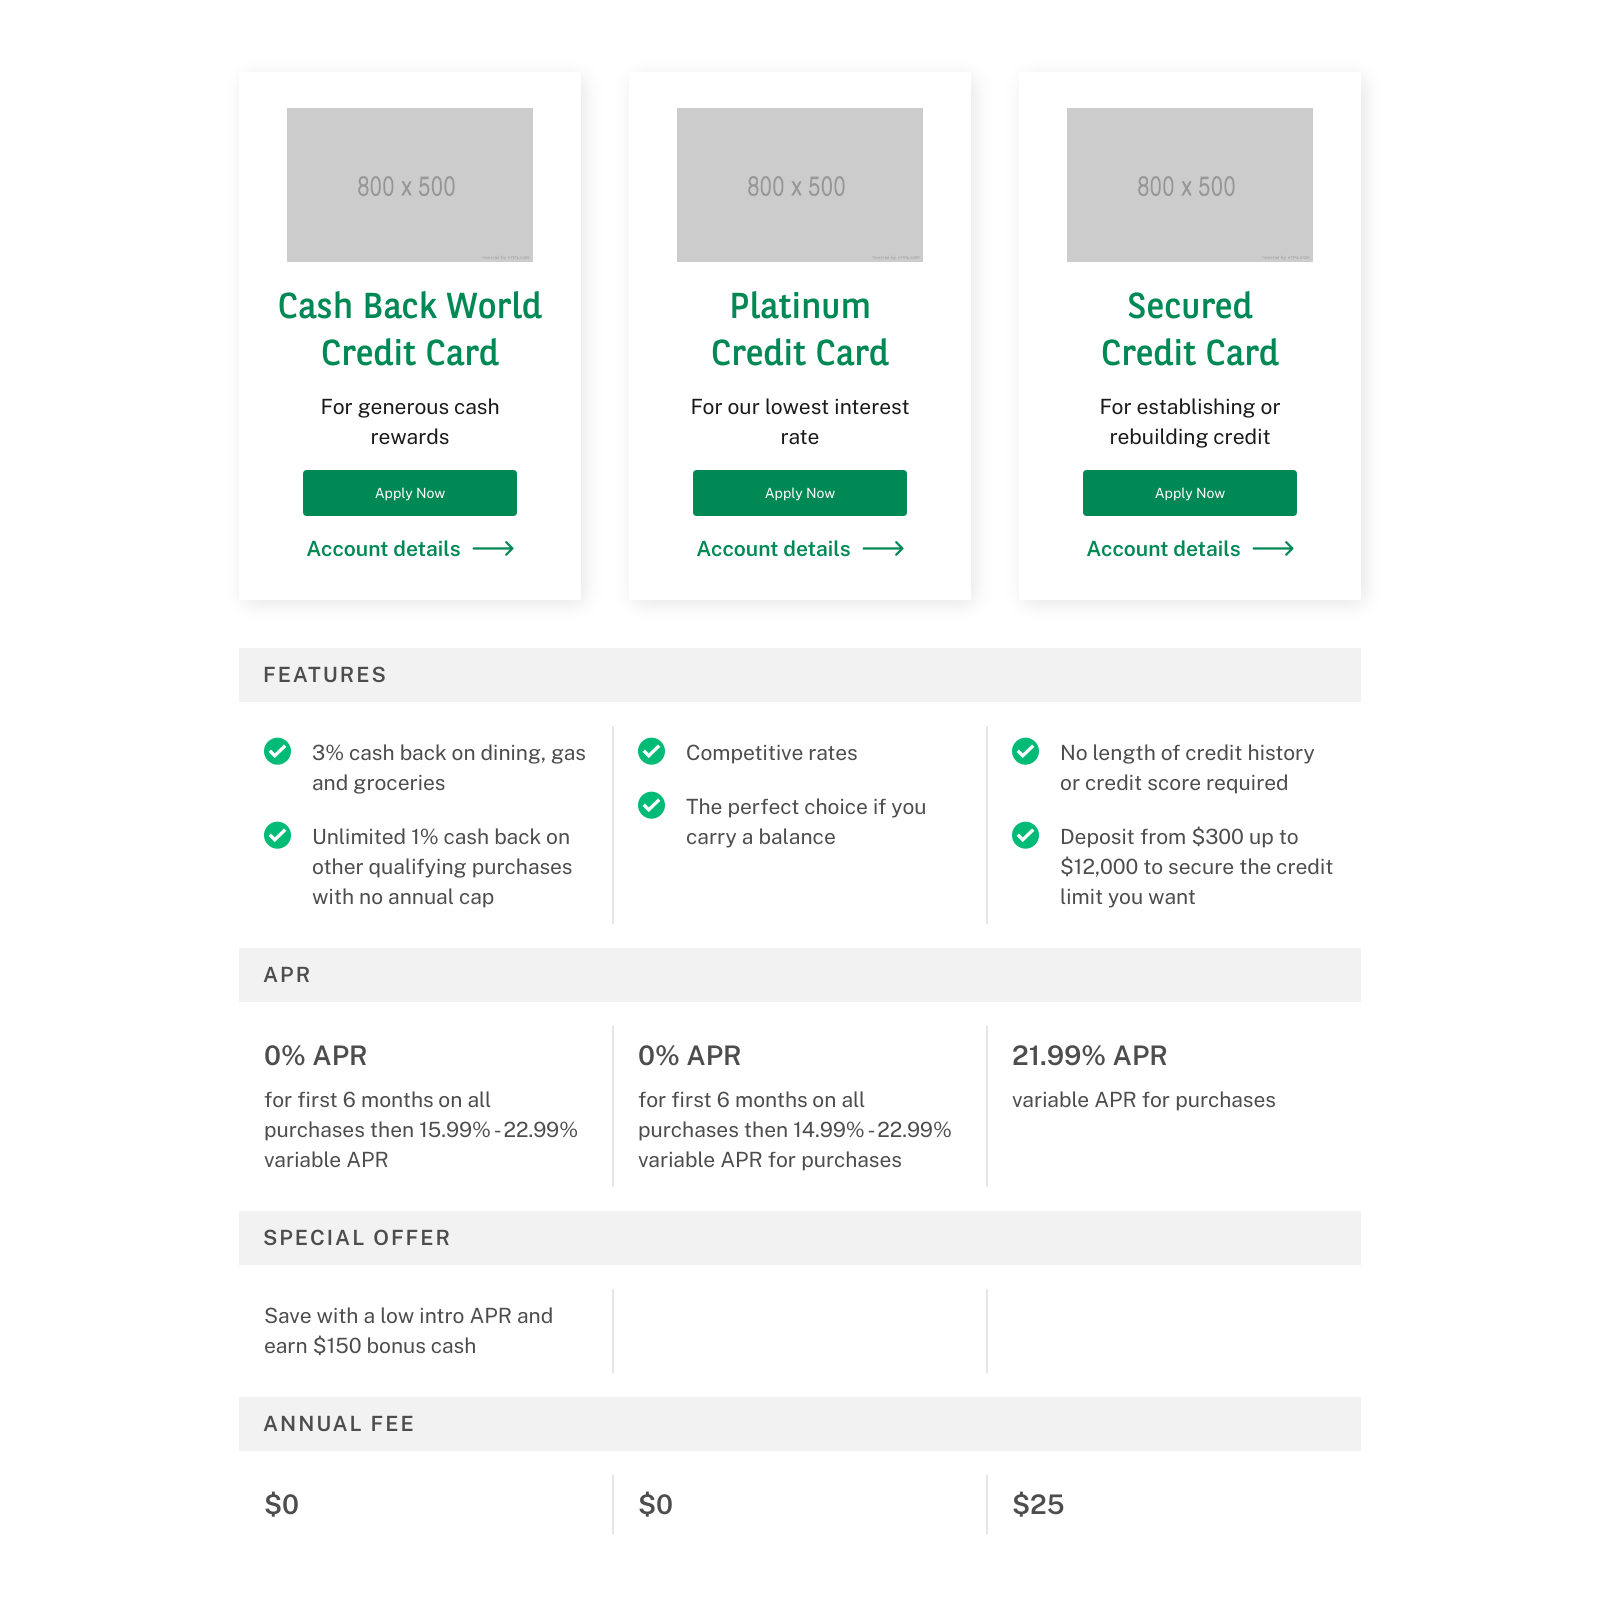 800 x 500
Cash Back World
Credit Card
For generous cash
rewards
Apply Now
Account details
800 x 500
Platinum
Credit Card
For our lowest interest
rate
Apply Now
Account details
800 x 500
Secured
Credit Card
For establishing or
rebuilding credit
Apply Now
Account details
FEATURES
3% cash back on dining, gas
and groceries
Unlimited 1% cash back on
other qualifying purchases
with no annual cap
Competitive rates
The perfect choice if you
carry a balance
No length of credit history
or credit score required
Deposit from $300 up to
$12,000 to secure the credit
limit you want
APR
0% APR
for first 6 months on all
purchases then 15.99% - 22.99%
variable APR
0% APR
for first 6 months on all
purchases then 14.99% - 22.99%
variable APR for purchases
21.99% APR
variable APR for purchases
SPECIAL OFFER
Save with a low intro APR and
earn $150 bonus cash
ANNUAL FEE
$0
$0
$25